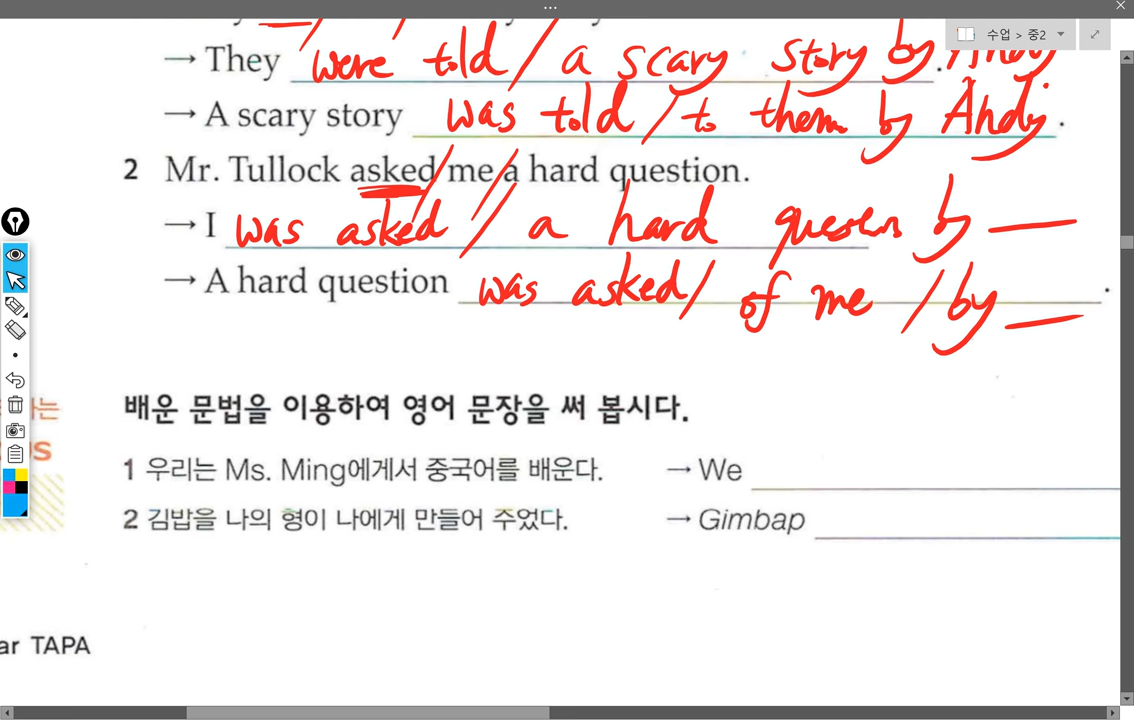 수업 > 중2
→ They were told / a scary story by Andy.
→ A scary story was told / to them by Andy.
2 Mr. Tullock asked/ me / a hard question.
→ I was asked // a hard by —
→ A hard question was asked / of me / by —.
배운 문법을 이용하여 영어 문장을 써 봅시다.
1 우리는 Ms. Ming에게서 중국어를 배운다. → We
2 김밥을 나의 형이 나에게 만들어 주었다. → Gimbap
ar TAPA